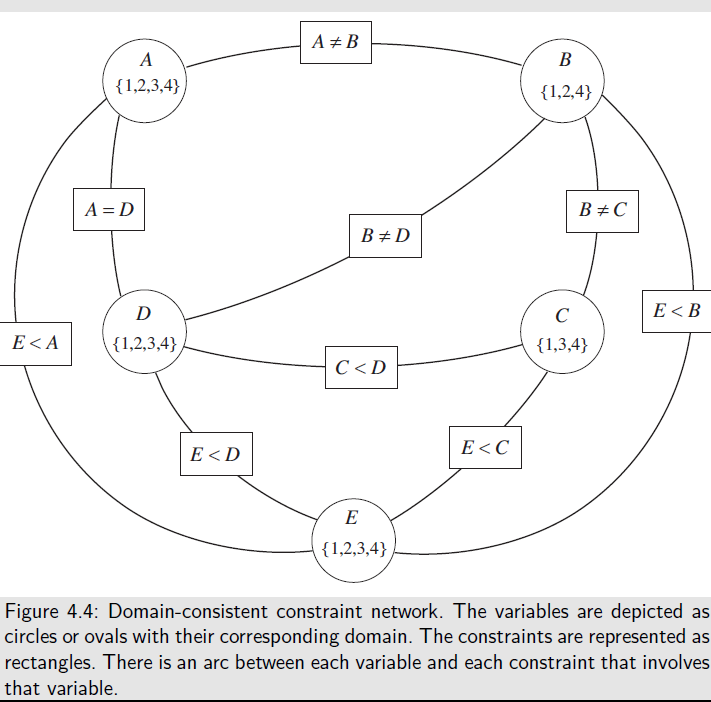 A ≠ B
A
{1,2,3,4}
B
{1,2,4}
A = D
B ≠ D
B ≠ C
D
{1,2,3,4}
C
{1,3,4}
E < A
E < B
C < D
E < D
E < C
E
{1,2,3,4}
Figure 4.4: Domain-consistent constraint network. The variables are depicted as
circles or ovals with their corresponding domain. The constraints are represented as
rectangles. There is an arc between each variable and each constraint that involves
that variable.